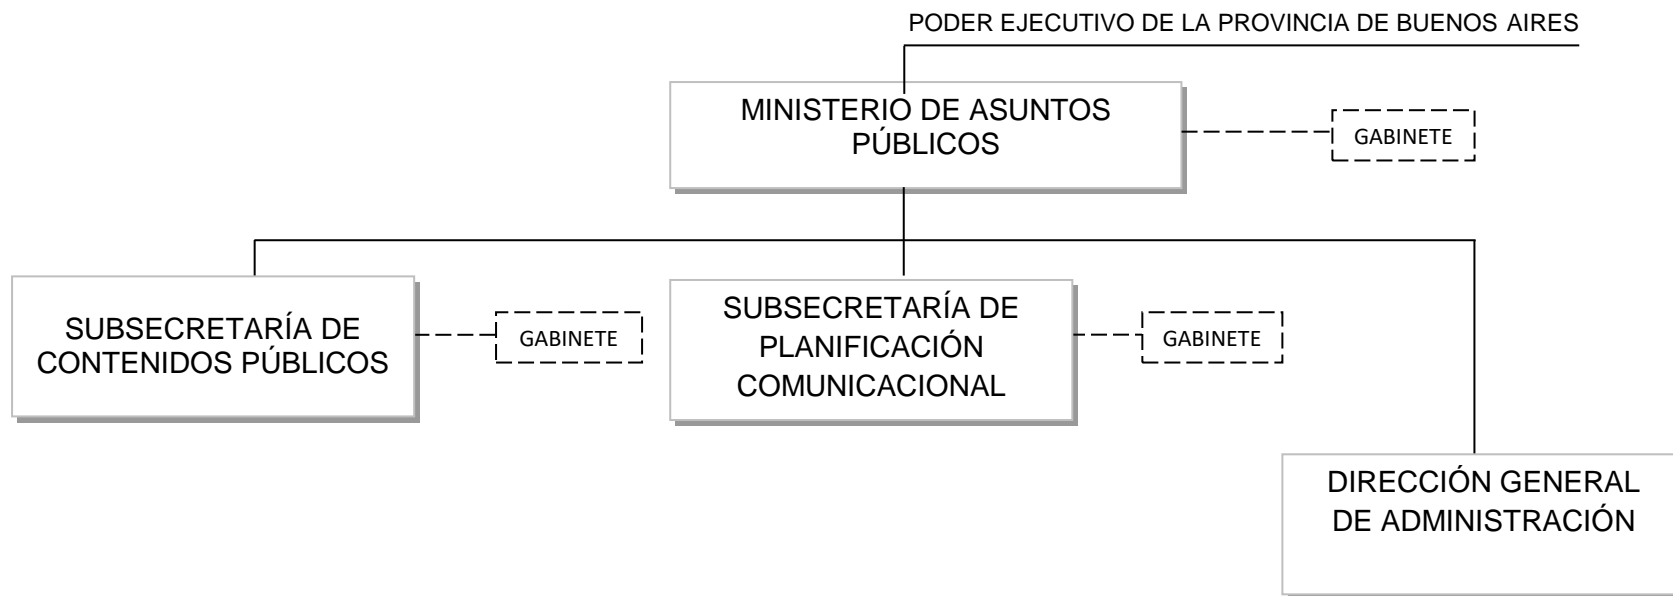 PODER EJECUTIVO DE LA PROVINCIA DE BUENOS AIRES
MINISTERIO DE ASUNTOS
PÚBLICOS
GABINETE
SUBSECRETARÍA DE
CONTENIDOS PÚBLICOS
GABINETE
SUBSECRETARÍA DE
PLANIFICACIÓN
COMUNICACIONAL
GABINETE
DIRECCIÓN GENERAL
DE ADMINISTRACIÓN